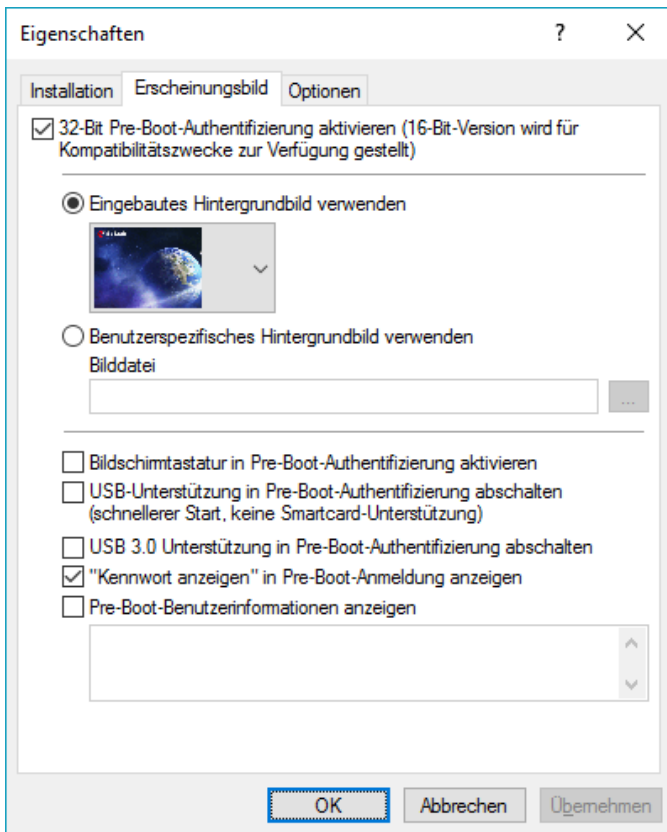 Eigenschaften
?
Installation
Erscheinungsbild
Optionen
32-Bit Pre-Boot-Authentifizierung aktivieren (16-Bit-Version wird für
Kompatibilitätszwecke zur Verfügung gestellt)
Eingebautes Hintergrundbild verwenden
Benutzerspezifisches Hintergrundbild verwenden
Bilddatei
...
Bildschirmtastatur in Pre-Boot-Authentifizierung aktivieren
USB-Unterstützung in Pre-Boot-Authentifizierung abschalten
(schnellerer Start, keine Smartcard-Unterstützung)
USB 3.0 Unterstützung in Pre-Boot-Authentifizierung abschalten
"Kennwort anzeigen" in Pre-Boot-Anmeldung anzeigen
Pre-Boot-Benutzerinformationen anzeigen
OK
Abbrechen
Übernehmen